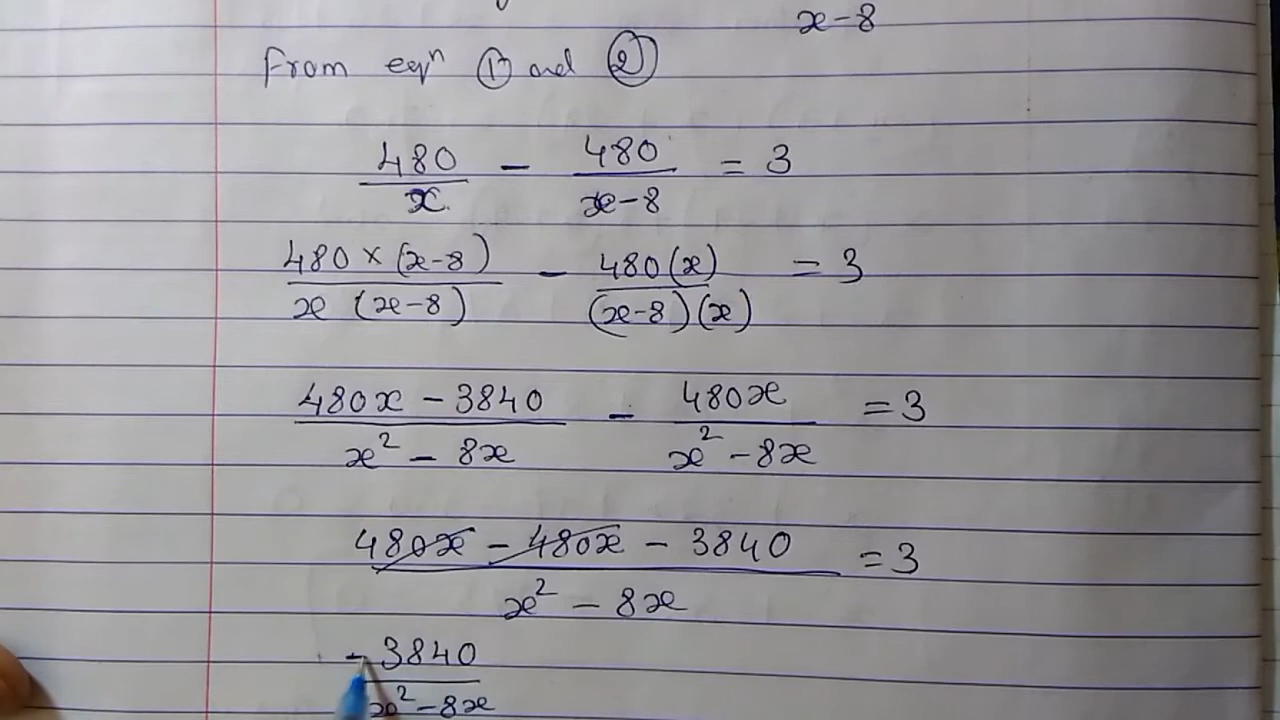 x-8
From eqⁿ ① and ②
480/x - 480/x-8 = 3
480×(x-8)/x(x-8) - 480(x)/(x-8)(x) = 3
480x - 3840/x² - 8x - 480x/x² - 8x = 3
480x - 480x - 3840/x² - 8x = 3
- 3840/x² - 8x